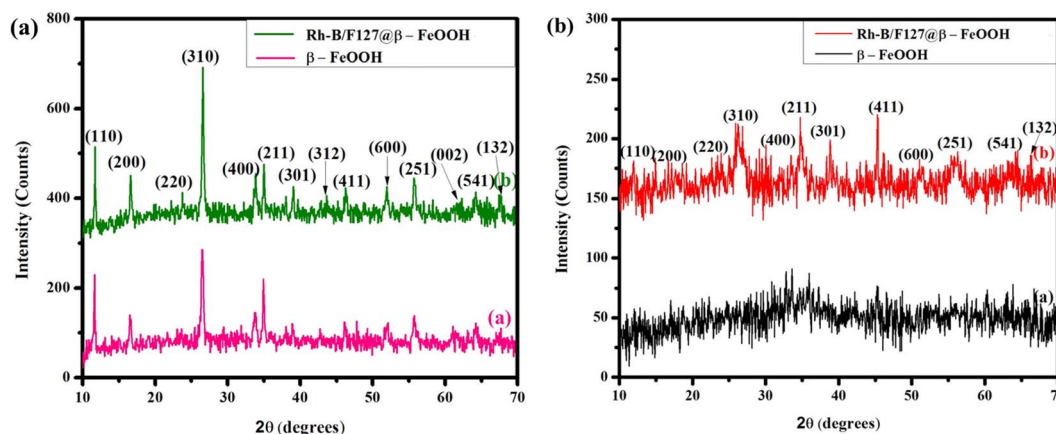 (a)
Rh-B/F127@β – FeOOH
β – FeOOH
Intensity (Counts)
800
600
400
200
0
(110)
(200)
(220)
(310)
(400)
(211)
(301)
(312)
(411)
(600)
(251)
(002)
(541)
(132)
(b)
(a)
10 20 30 40 50 60 70
2θ (degrees)
(b)
Rh-B/F127@β – FeOOH
β – FeOOH
Intensity (Counts)
300
250
200
150
100
50
0
(110)
(200)
(220)
(310)
(400)
(211)
(301)
(411)
(600)
(251)
(541)
(132)
(b)
(a)
10 20 30 40 50 60 70
2θ (degrees)